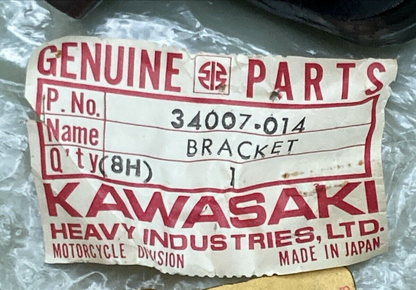 GENUINE PARTS
P. No. 34007-014
Name BRACKET
Q'ty (8H) 1
KAWASAKI
HEAVY INDUSTRIES, LTD.
MOTORCYCLE DIVISION MADE IN JAPAN